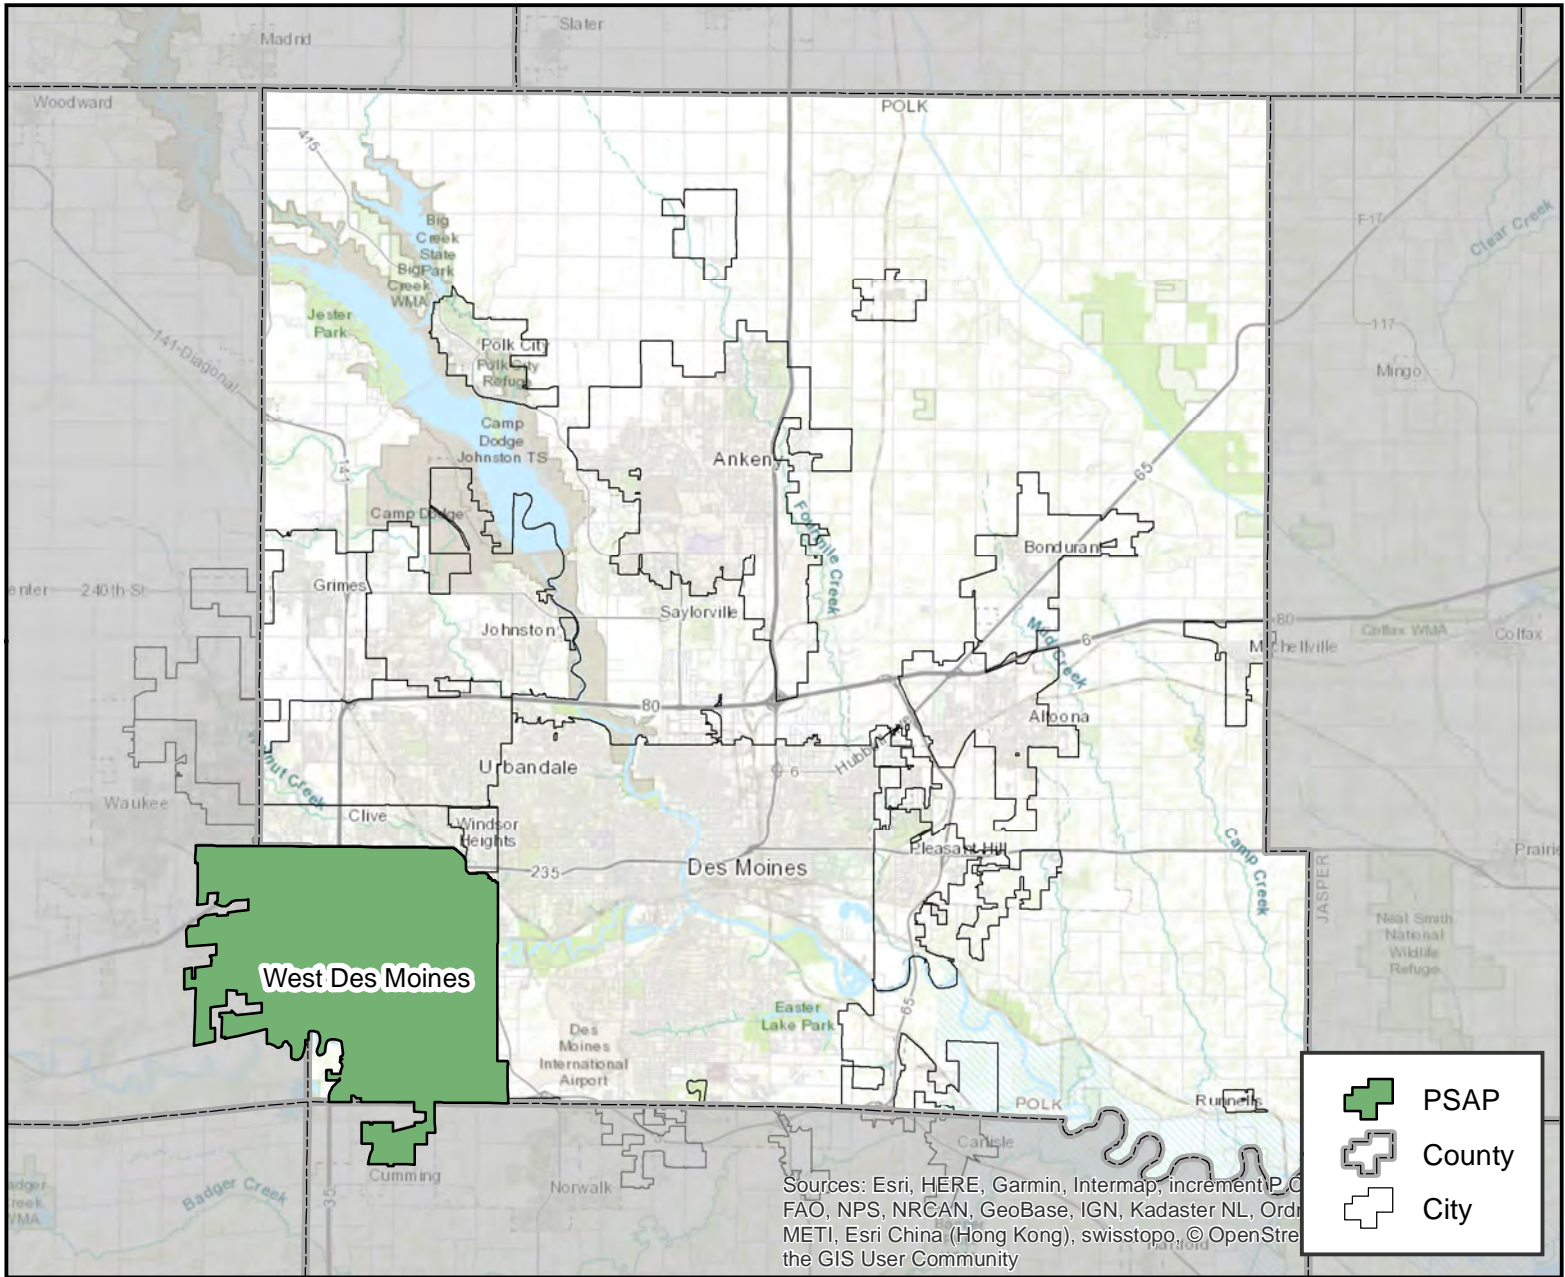 Slater
Madrid
Woodward
POLK
415
F-17
Clear Creek
Big
Creek
State
Park
Big
Creek
WMA
Jester
Park
117
141-Diagonal
Polk City
Polk City
Refuge
Mingo
Camp
Dodge
Johnston TS
Ankeny
65
141
Camp Dodge
Fourmile Creek
Bondurant
Grimes
240th-St
Saylorville
Johnston
Mud Creek
6
80
Colfax WMA
Colfax
Mitchellville
80
Altoona
Urbandale
6
Waukee
Clive
Windsor
Heights
Camp Creek
Pleasant Hill
Prairie
235
Des Moines
JASPER
Neal Smith
National
Wildlife
Refuge
West Des Moines
65
Easter
Lake Park
Des
Moines
International
Airport
POLK
Runnells
PSAP
Carlisle
County
Cumming
Badger Creek
Norwalk
35
City
Sources: Esri, HERE, Garmin, Intermap, increment P
FAO, NPS, NRCAN, GeoBase, IGN, Kadaster NL, Ordn
METI, Esri China (Hong Kong), swisstopo, © OpenStre
the GIS User Community